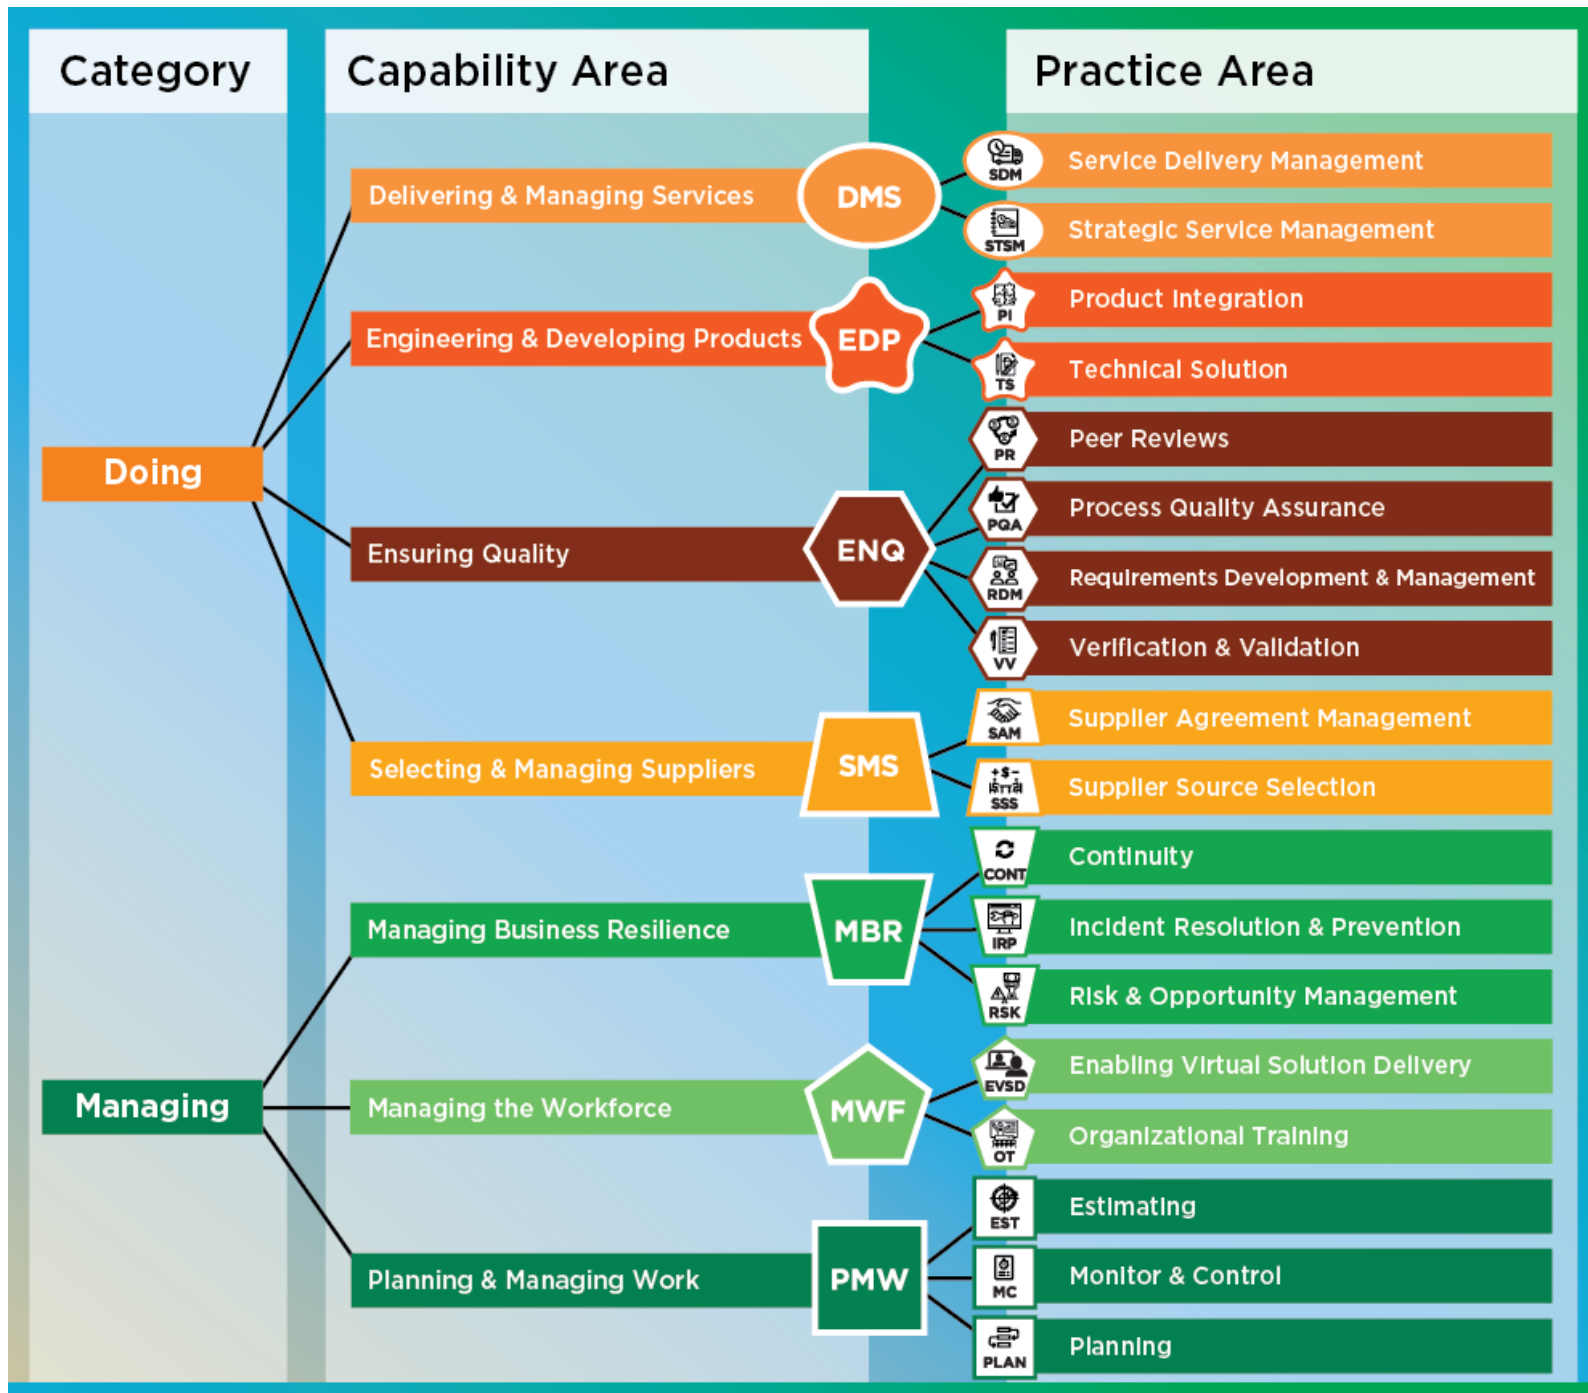 Category
Capability Area
Practice Area
Delivering & Managing Services
DMS
SDM
Service Delivery Management
STSM
Strategic Service Management
Engineering & Developing Products
EDP
PI
Product Integration
TS
Technical Solution
Doing
Ensuring Quality
ENQ
PR
Peer Reviews
PQA
Process Quality Assurance
RDM
Requirements Development & Management
VV
Verification & Validation
Selecting & Managing Suppliers
SMS
SAM
Supplier Agreement Management
+$-
SSS
Supplier Source Selection
Managing
Managing Business Resilience
MBR
CONT
Continuity
IRP
Incident Resolution & Prevention
RSK
Risk & Opportunity Management
Managing the Workforce
MWF
EVSD
Enabling Virtual Solution Delivery
OT
Organizational Training
Planning & Managing Work
PMW
EST
Estimating
MC
Monitor & Control
PLAN
Planning